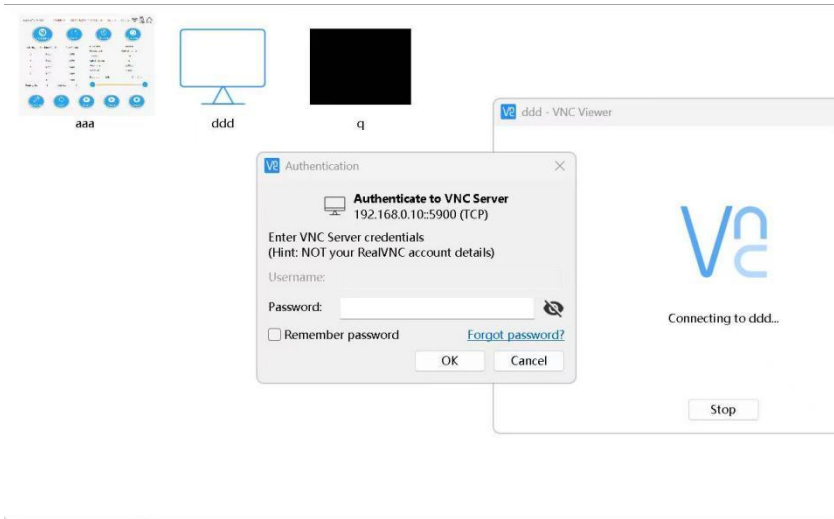 aaa
ddd
q
VNC ddd - VNC Viewer
Authentication
Authenticate to VNC Server
192.168.0.10::5900 (TCP)
Enter VNC Server credentials
(Hint: NOT your RealVNC account details)
Username:
Password:
Remember password
Forgot password?
OK
Cancel
Connecting to ddd...
Stop